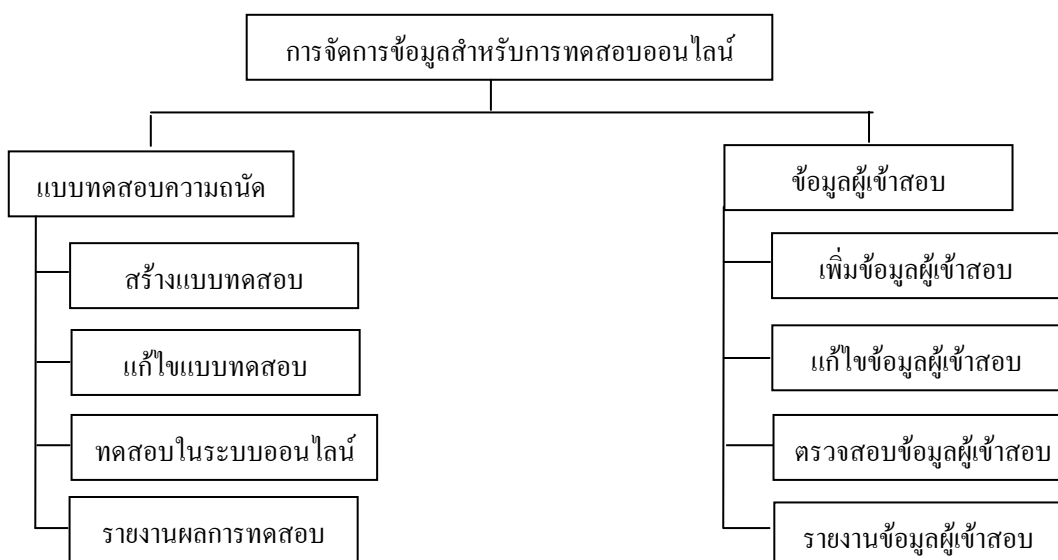 การจัดการข้อมูลสำหรับการทดสอบออนไลน์
แบบทดสอบความถนัด
สร้างแบบทดสอบ
แก้ไขแบบทดสอบ
ทดสอบในระบบออนไลน์
รายงานผลการทดสอบ
ข้อมูลผู้เข้าสอบ
เพิ่มข้อมูลผู้เข้าสอบ
แก้ไขข้อมูลผู้เข้าสอบ
ตรวจสอบข้อมูลผู้เข้าสอบ
รายงานข้อมูลผู้เข้าสอบ